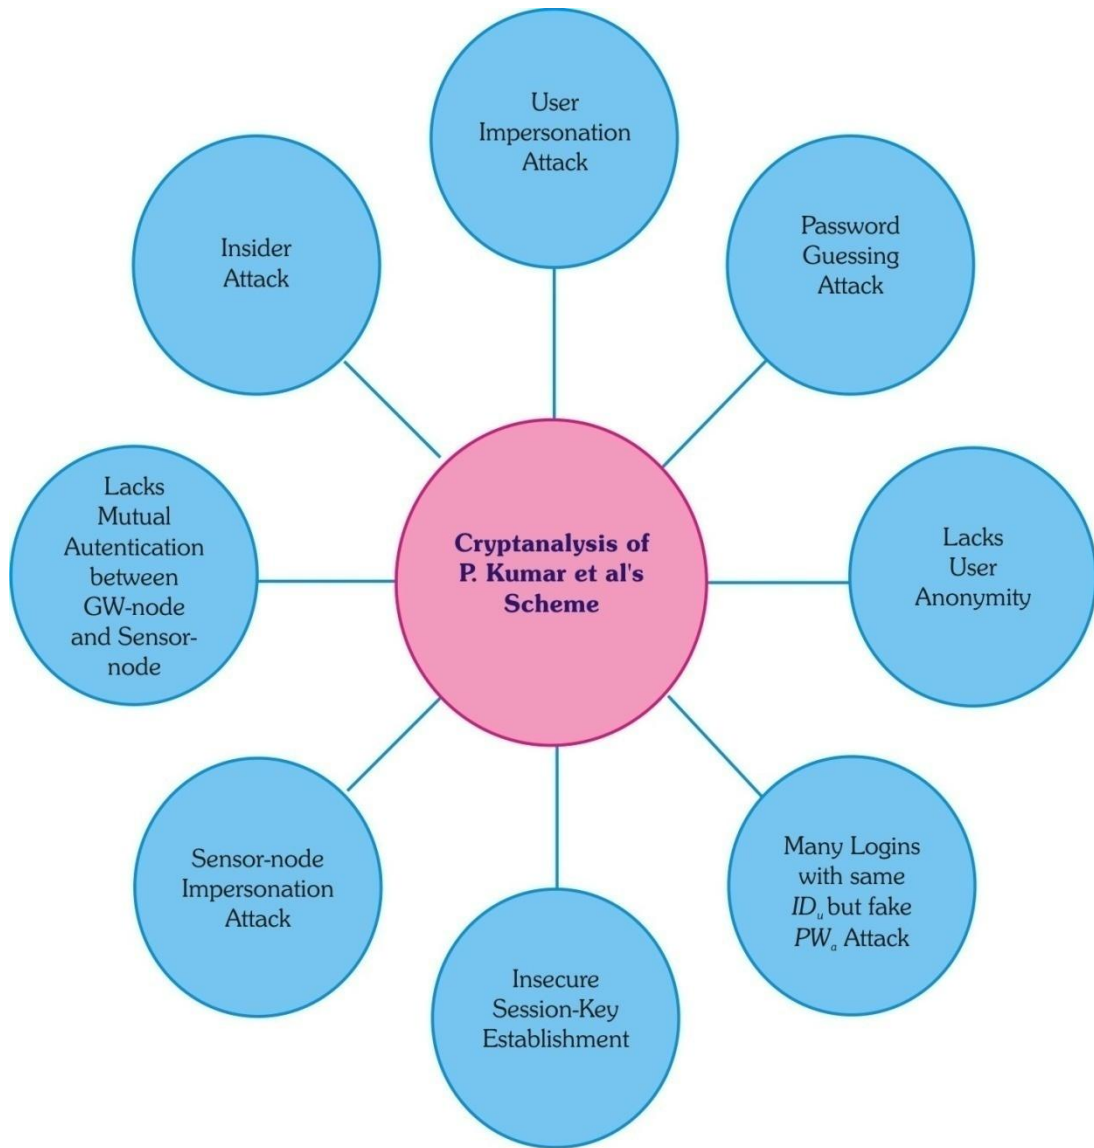 User
Impersonation
Attack
Insider
Attack
Password
Guessing
Attack
Lacks
Mutual
Autentication
between
GW-node
and Sensor-
node
Cryptanalysis of
P. Kumar et al's
Scheme
Lacks
User
Anonymity
Sensor-node
Impersonation
Attack
Many Logins
with same
IDu but fake
PWa Attack
Insecure
Session-Key
Establishment